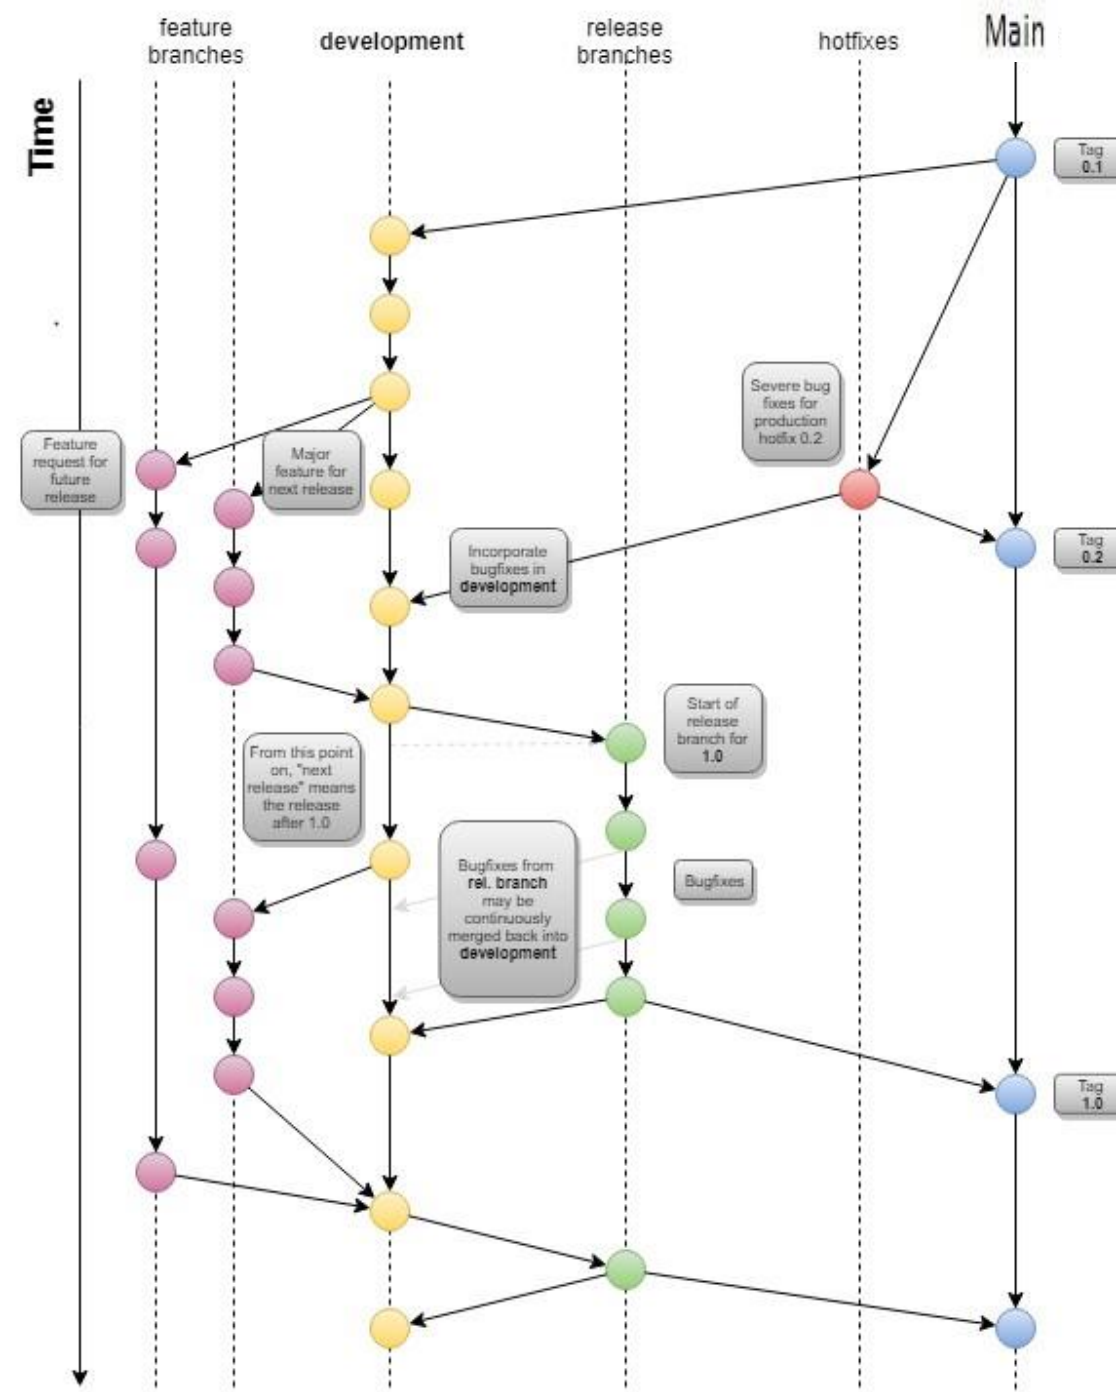 feature
branches
development
release
branches
hotfixes
Main
Time
Tag
0.1
Severe bug
fixes for
production
hotfix 0.2
Feature
request for
future
release
Major
feature for
next release
Incorporate
bugfixes in
development
Tag
0.2
Start of
release
branch for
1.0
From this point
on, "next
release" means
the release
after 1.0
Bugfixes from
rel. branch
may be
continuously
merged back into
development
Bugfixes
Tag
1.0